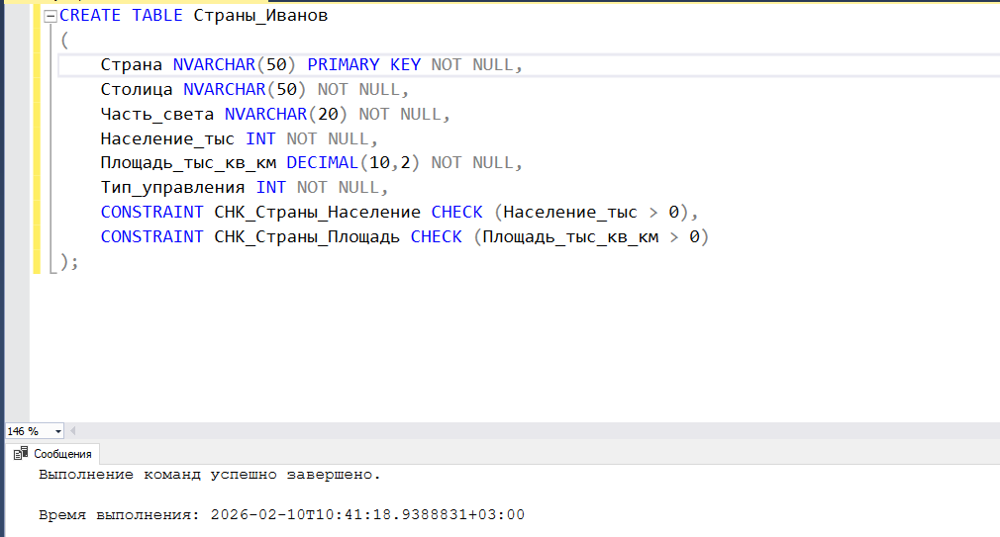 CREATE TABLE Страны_Иванов
(
Страна NVARCHAR(50) PRIMARY KEY NOT NULL,
Столица NVARCHAR(50) NOT NULL,
Часть_света NVARCHAR(20) NOT NULL,
Население_тыс INT NOT NULL,
Площадь_тыс_кв_км DECIMAL(10,2) NOT NULL,
Тип_управления INT NOT NULL,
CONSTRAINT CHK_Страны_Население CHECK (Население_тыс > 0),
CONSTRAINT CHK_Страны_Площадь CHECK (Площадь_тыс_кв_км > 0)
);
146 %
Сообщения
Выполнение команд успешно завершено.
Время выполнения: 2026-02-10T10:41:18.9388831+03:00